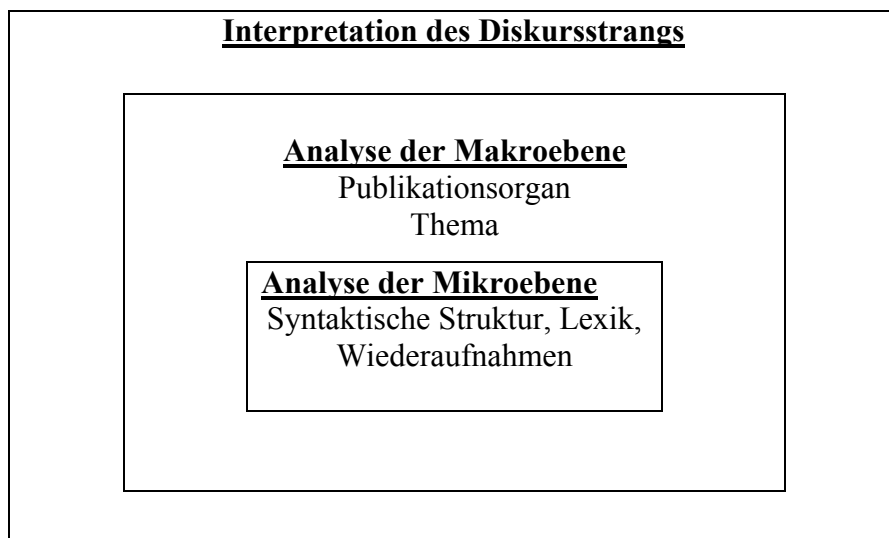 Interpretation des Diskursstrangs
Analyse der Makroebene
Publikationsorgan
Thema
Analyse der Mikroebene
Syntaktische Struktur, Lexik,
Wiederaufnahmen